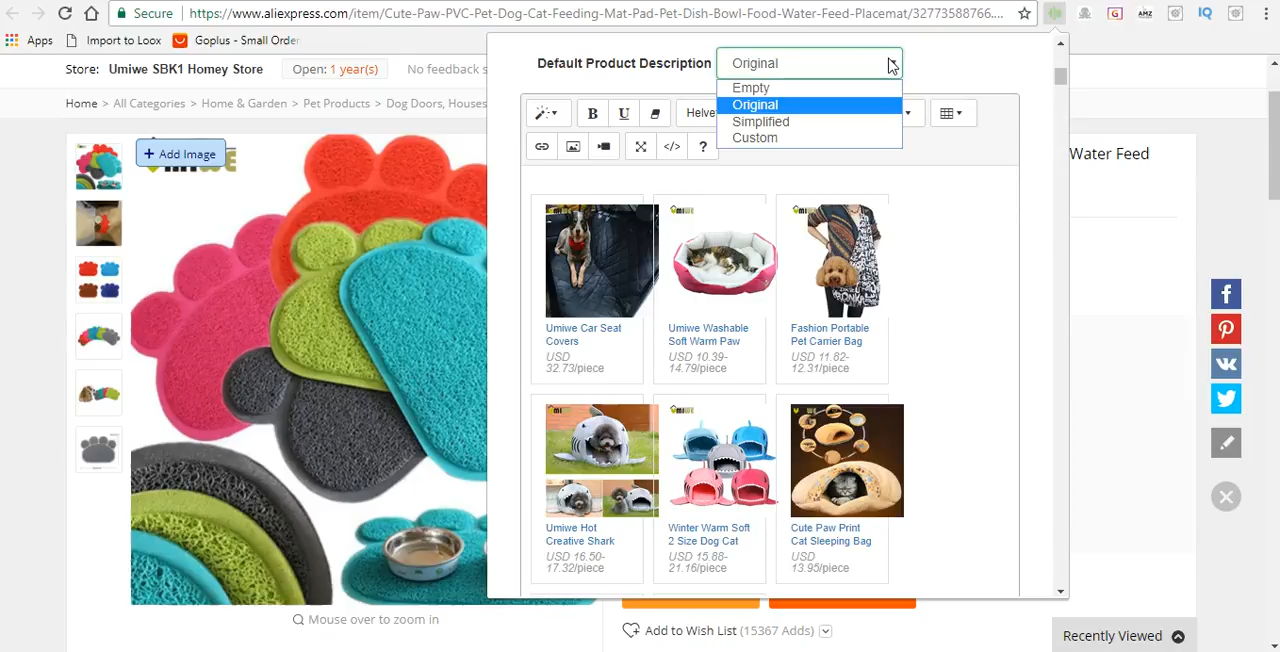 Secure https://www.aliexpress.com/item/Cute-Paw-PVC-Pet-Dog-Cat-Feeding-Mat-Pad-Pet-Dish-Bowl-Food-Water-Feed-Placemat/32773588766....
G AMZ IQ
Apps Import to Loox Goplus - Small Order
Store: Umiwe SBK1 Homey Store Open: 1 year(s) No feedback s
Home > All Categories > Home & Garden > Pet Products > Dog Doors, Houses
Water Feed
+ Add Image
Default Product Description Original
Empty
Original
Simplified
Custom
B U Helve
</> ?
Umiwe Car Seat
Covers
USD
32.73/piece
Umiwe Washable
Soft Warm Paw
USD 10.39-
14.79/piece
Fashion Portable
Pet Carrier Bag
USD 11.82-
12.31/piece
Umiwe Hot
Creative Shark
USD 16.50-
17.32/piece
Winter Warm Soft
2 Size Dog Cat
USD 15.88-
21.16/piece
Cute Paw Print
Cat Sleeping Bag
USD
13.95/piece
Mouse over to zoom in
Add to Wish List (15367 Adds)
Recently Viewed